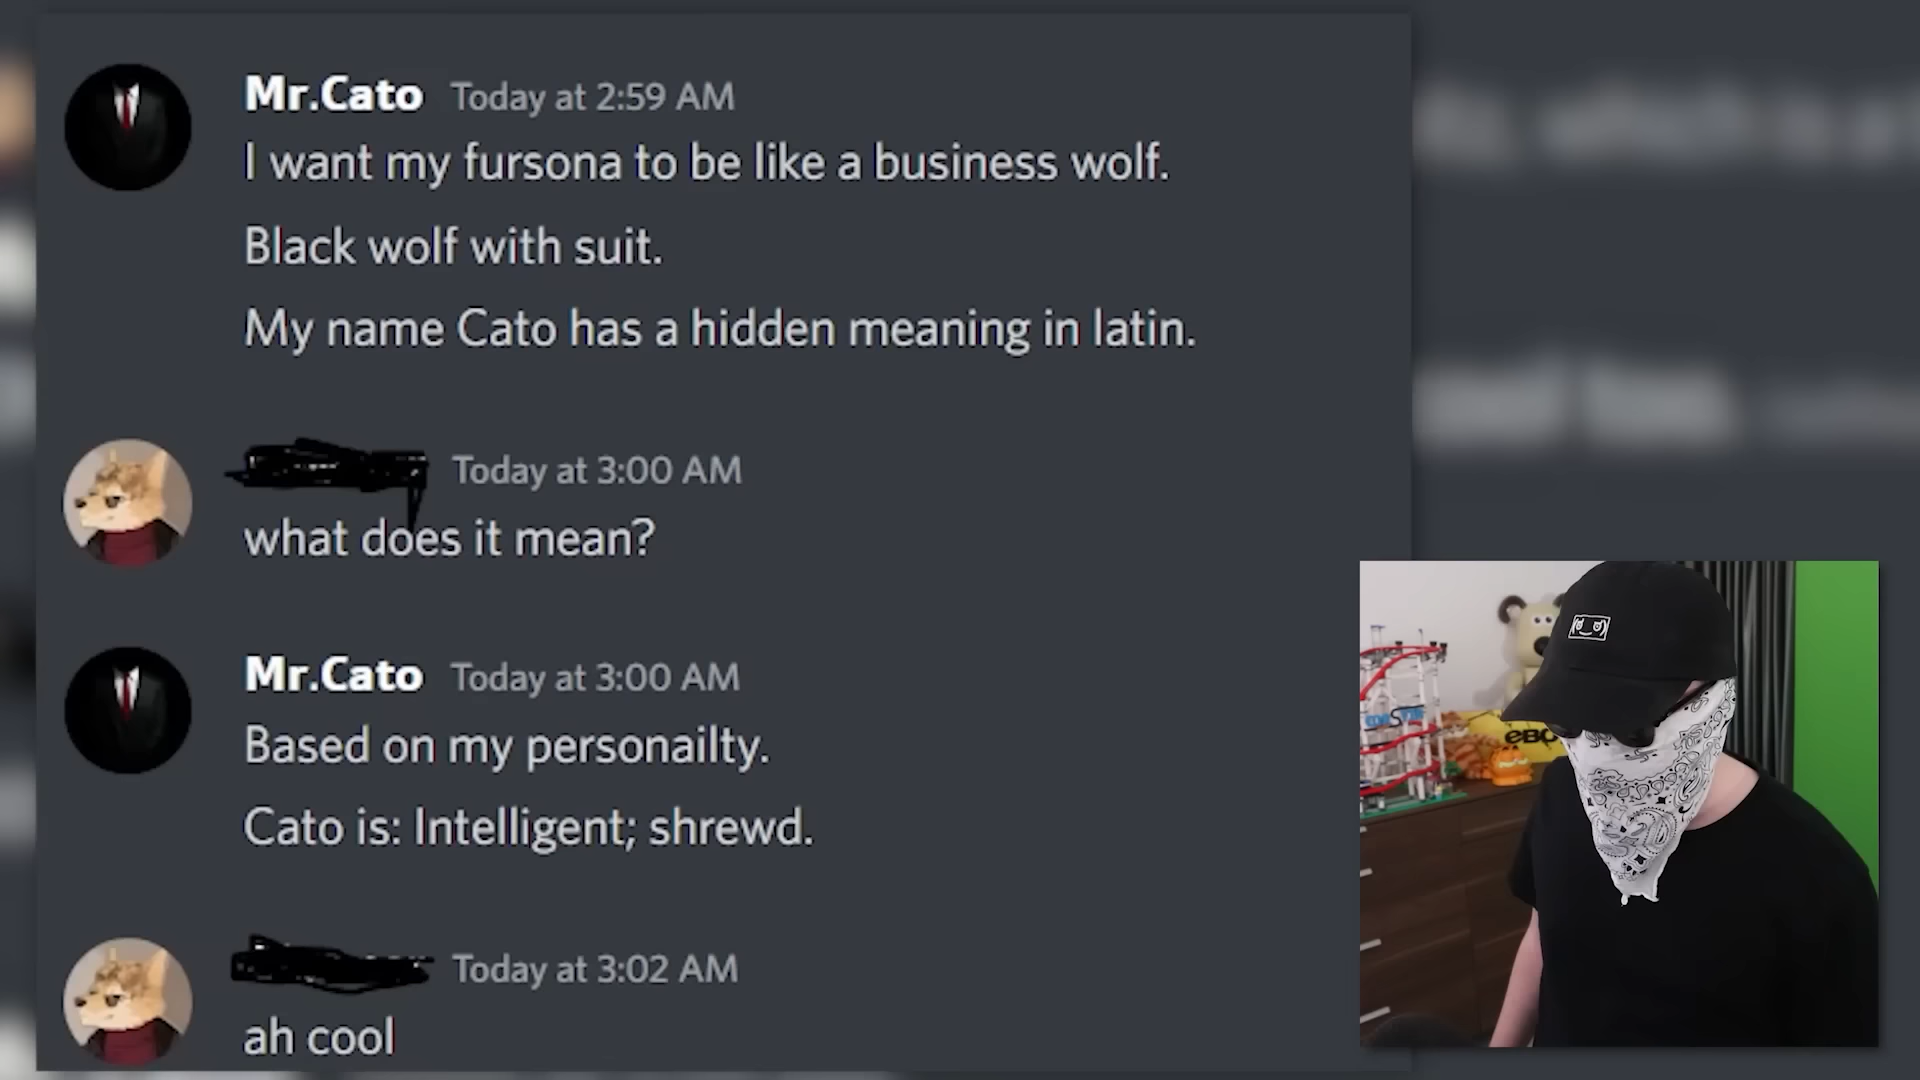 Mr.Cato Today at 2:59 AM
I want my fursona to be like a business wolf.
Black wolf with suit.
My name Cato has a hidden meaning in latin.
Today at 3:00 AM
what does it mean?
Mr.Cato Today at 3:00 AM
Based on my personailty.
Cato is: Intelligent; shrewd.
Today at 3:02 AM
ah cool